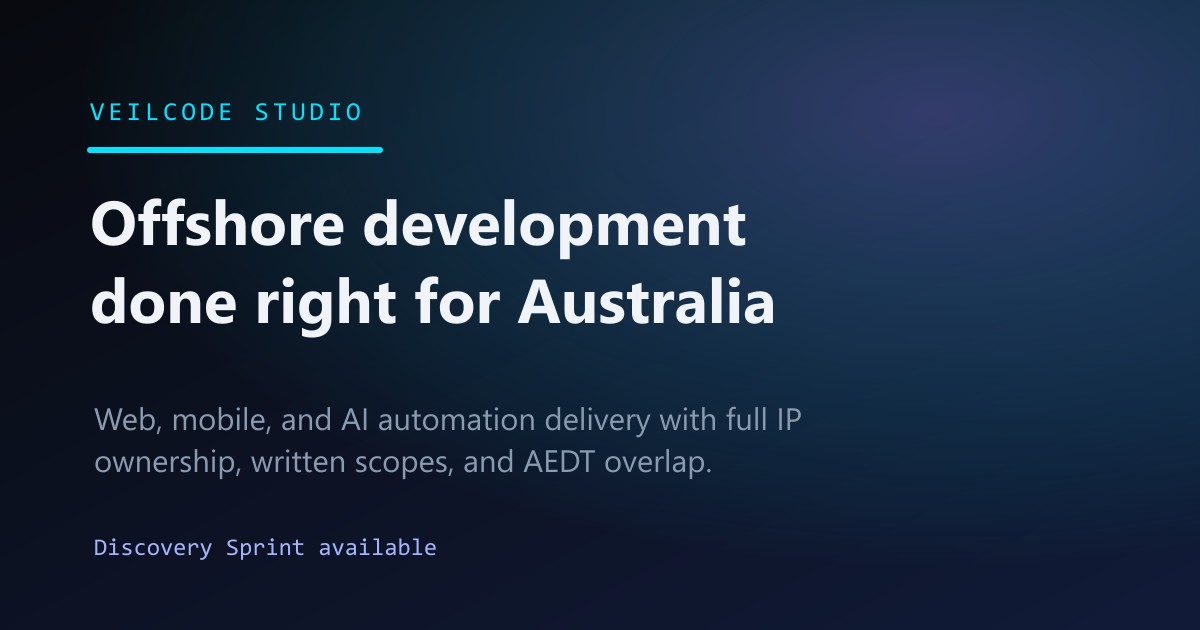 VEILCODE STUDIO
Offshore development
done right for Australia
Web, mobile, and AI automation delivery with full IP
ownership, written scopes, and AEDT overlap.
Discovery Sprint available